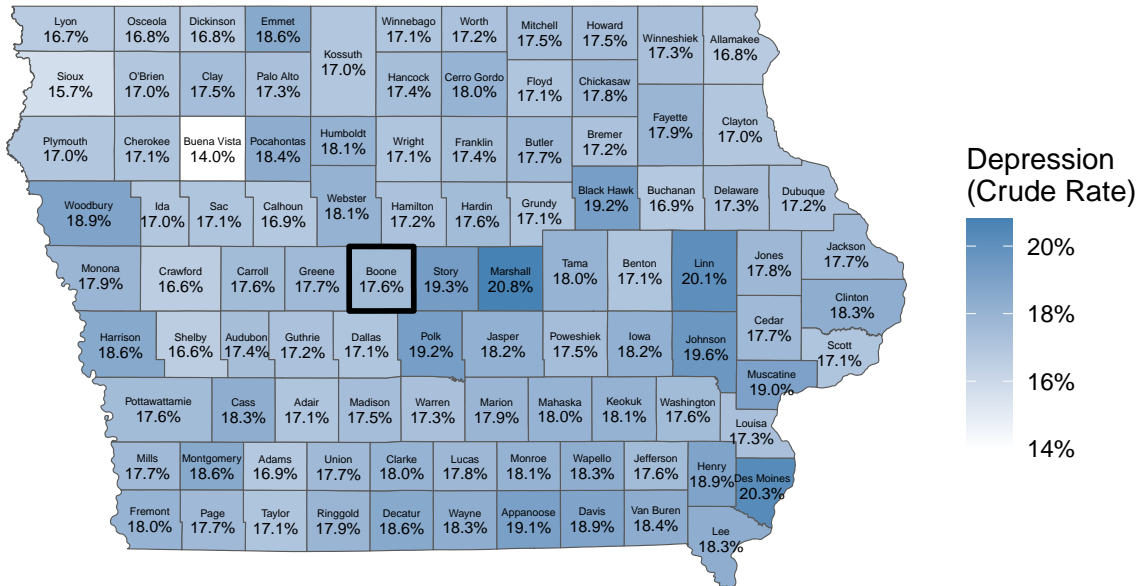 Lyon
16.7%
Osceola
16.8%
Dickinson
16.8%
Emmet
18.6%
Kossuth
17.0%
Winnebago
17.1%
Worth
17.2%
Mitchell
17.5%
Howard
17.5%
Winneshiek
17.3%
Allamakee
16.8%
Sioux
15.7%
O'Brien
17.0%
Clay
17.5%
Palo Alto
17.3%
Hancock
17.4%
Cerro Gordo
18.0%
Floyd
17.1%
Chickasaw
17.8%
Fayette
17.9%
Clayton
17.0%
Plymouth
17.0%
Cherokee
17.1%
Buena Vista
14.0%
Pocahontas
18.4%
Humboldt
18.1%
Wright
17.1%
Franklin
17.4%
Butler
17.7%
Bremer
17.2%
Woodbury
18.9%
Ida
17.0%
Sac
17.1%
Calhoun
16.9%
Webster
18.1%
Hamilton
17.2%
Hardin
17.6%
Grundy
17.1%
Black Hawk
19.2%
Buchanan
16.9%
Delaware
17.3%
Dubuque
17.2%
Monona
17.9%
Crawford
16.6%
Carroll
17.6%
Greene
17.7%
Boone
17.6%
Story
19.3%
Marshall
20.8%
Tama
18.0%
Benton
17.1%
Linn
20.1%
Jones
17.8%
Jackson
17.7%
Clinton
18.3%
Harrison
18.6%
Shelby
16.6%
Audubon
17.4%
Guthrie
17.2%
Dallas
17.1%
Polk
19.2%
Jasper
18.2%
Poweshiek
17.5%
Iowa
18.2%
Johnson
19.6%
Cedar
17.7%
Scott
17.1%
Muscatine
19.0%
Pottawattamie
17.6%
Cass
18.3%
Adair
17.1%
Madison
17.5%
Warren
17.3%
Marion
17.9%
Mahaska
18.0%
Keokuk
18.1%
Washington
17.6%
Louisa
17.3%
Mills
17.7%
Montgomery
18.6%
Adams
16.9%
Union
17.7%
Clarke
18.0%
Lucas
17.8%
Monroe
18.1%
Wapello
18.3%
Jefferson
17.6%
Henry
18.9%
Des Moines
20.3%
Fremont
18.0%
Page
17.7%
Taylor
17.1%
Ringgold
17.9%
Decatur
18.6%
Wayne
18.3%
Appanoose
19.1%
Davis
18.9%
Van Buren
18.4%
Lee
18.3%
Depression
(Crude Rate)
20%
18%
16%
14%